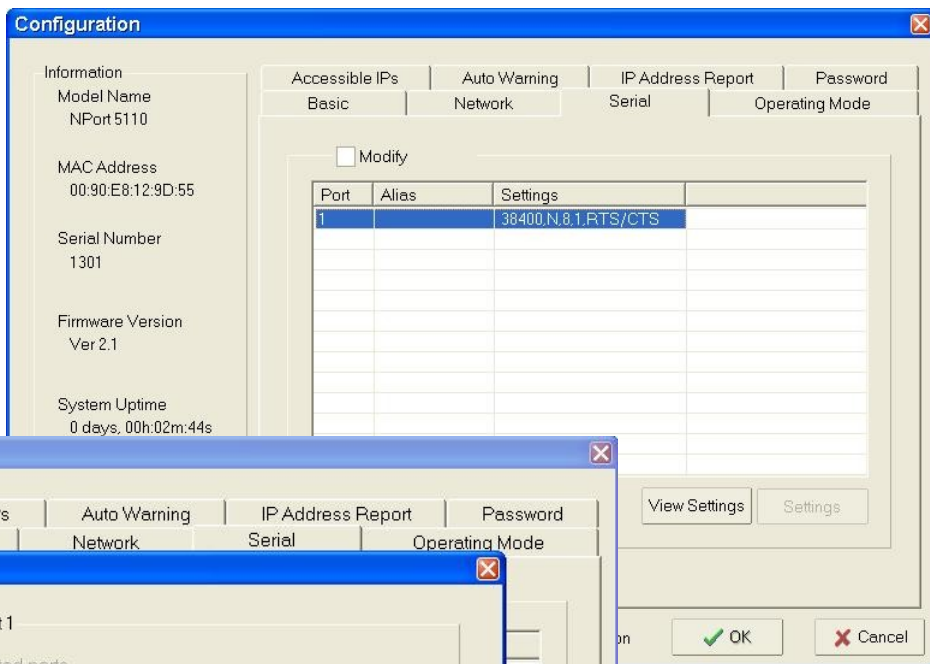 Configuration
Information
Model Name
NPort 5110
MAC Address
00:90:E8:12:9D:55
Serial Number
1301
Firmware Version
Ver 2.1
System Uptime
0 days, 00h:02m:44s
Accessible IPs Auto Warning IP Address Report Password
Basic Network Serial Operating Mode
Modify
Port Alias Settings
1 38400,N,8,1,RTS/CTS
View Settings Settings
OK Cancel
Auto Warning IP Address Report Password
Network Serial Operating Mode